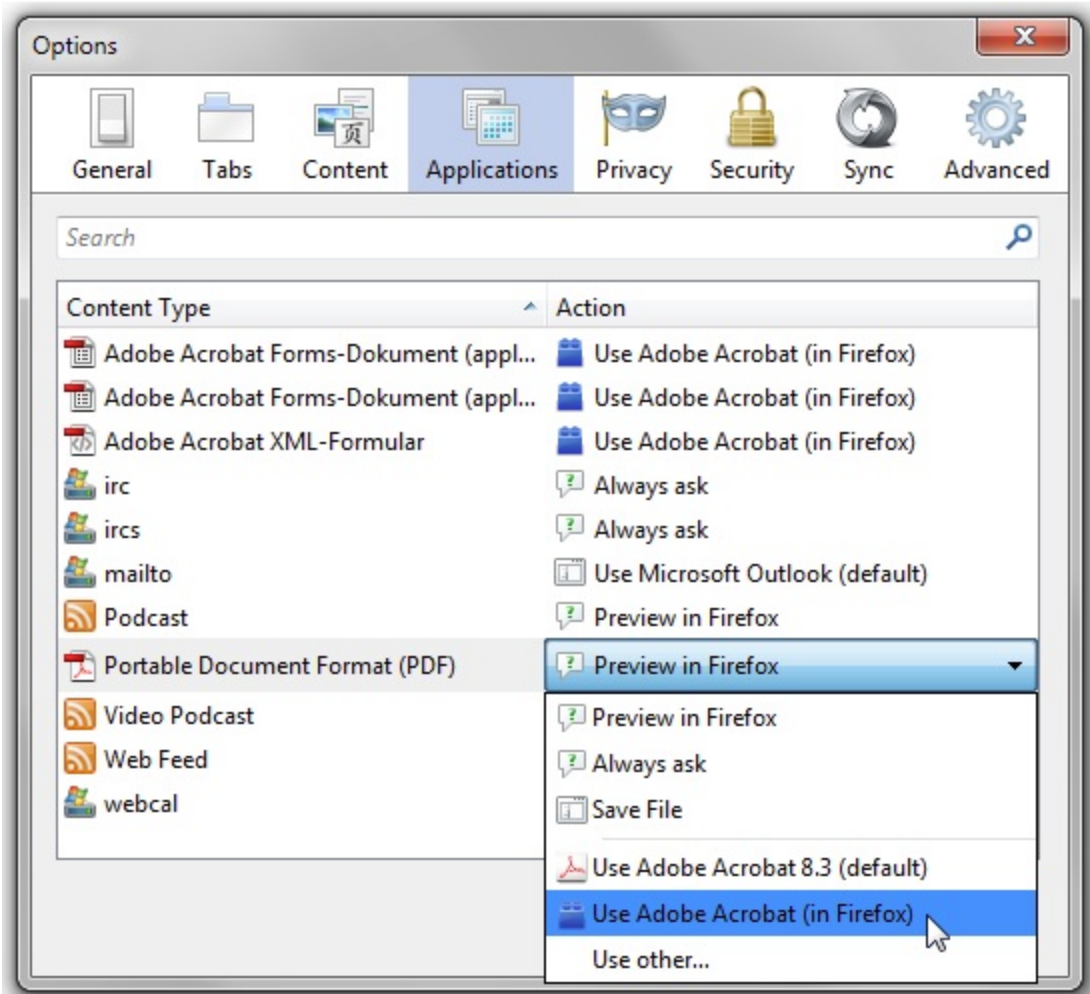 Options
General Tabs Content Applications Privacy Security Sync Advanced
Search
Content Type Action
Adobe Acrobat Forms-Dokument (appl... Use Adobe Acrobat (in Firefox)
Adobe Acrobat Forms-Dokument (appl... Use Adobe Acrobat (in Firefox)
Adobe Acrobat XML-Formular Use Adobe Acrobat (in Firefox)
irc Always ask
ircs Always ask
mailto Use Microsoft Outlook (default)
Podcast Preview in Firefox
Portable Document Format (PDF) Preview in Firefox
Video Podcast Preview in Firefox
Web Feed Always ask
webcal Save File
Use Adobe Acrobat 8.3 (default)
Use Adobe Acrobat (in Firefox)
Use other...
页